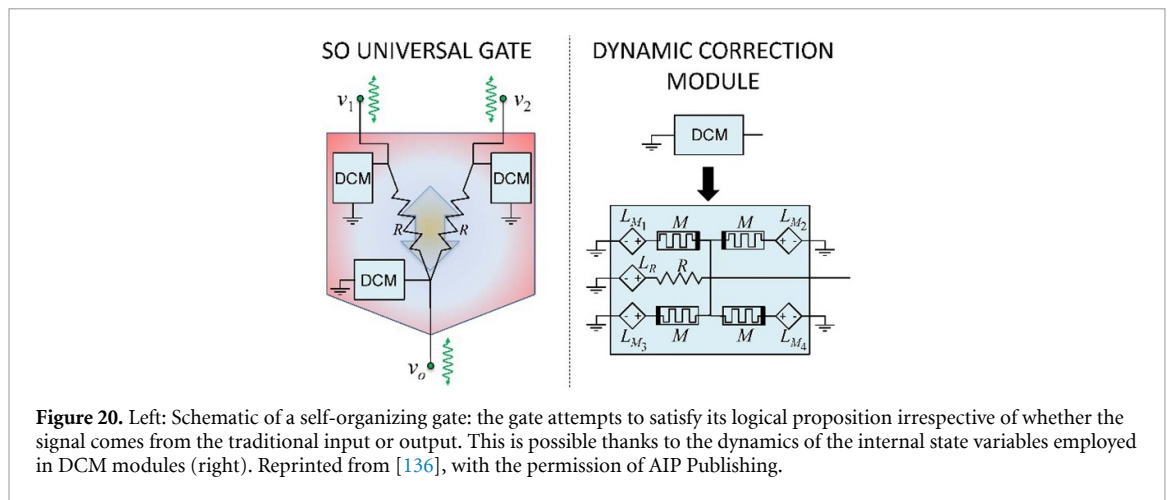 SO UNIVERSAL GATE
v1
v2
DCM
DCM
R
R
DCM
vo
DYNAMIC CORRECTION
MODULE
DCM
LM1
M
M
LM2
LR
R
LM3
M
M
LM4
Figure 20. Left: Schematic of a self-organizing gate: the gate attempts to satisfy its logical proposition irrespective of whether the
signal comes from the traditional input or output. This is possible thanks to the dynamics of the internal state variables employed
in DCM modules (right). Reprinted from [136], with the permission of AIP Publishing.